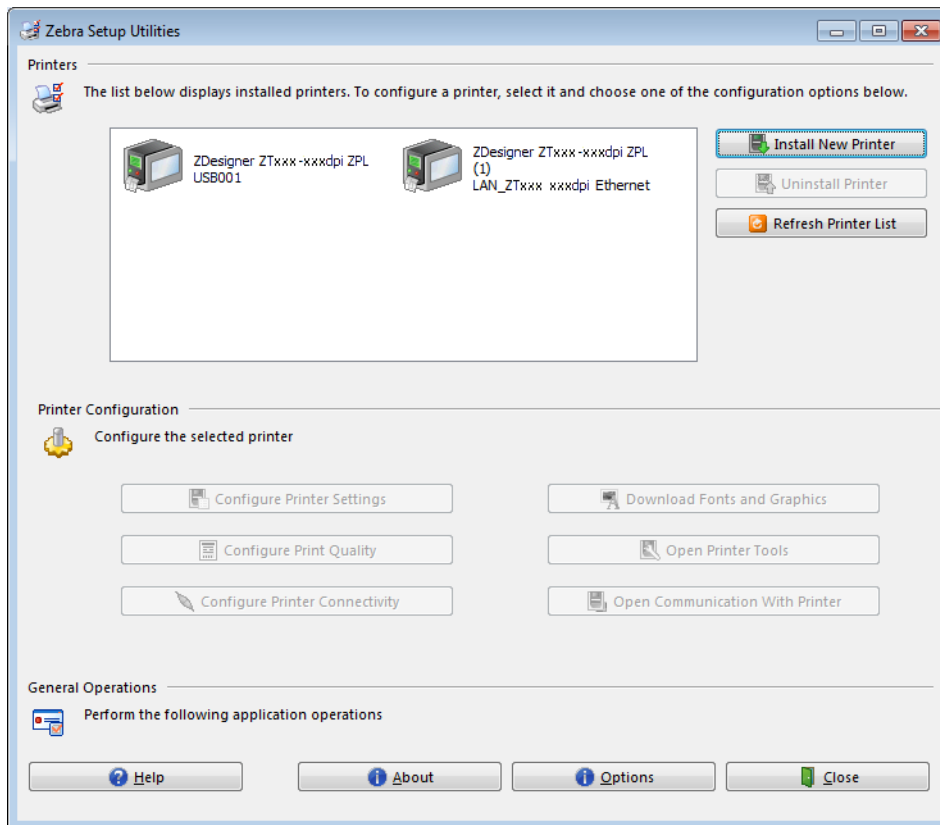 Zebra Setup Utilities
Printers
The list below displays installed printers. To configure a printer, select it and choose one of the configuration options below.
ZDesigner ZTxxx-xxxdpi ZPL
USB001
ZDesigner ZTxxx-xxxdpi ZPL
(1)
LAN_ZTxxx xxxdpi Ethernet
Install New Printer
Uninstall Printer
Refresh Printer List
Printer Configuration
Configure the selected printer
Configure Printer Settings
Download Fonts and Graphics
Configure Print Quality
Open Printer Tools
Configure Printer Connectivity
Open Communication With Printer
General Operations
Perform the following application operations
Help
About
Options
Close